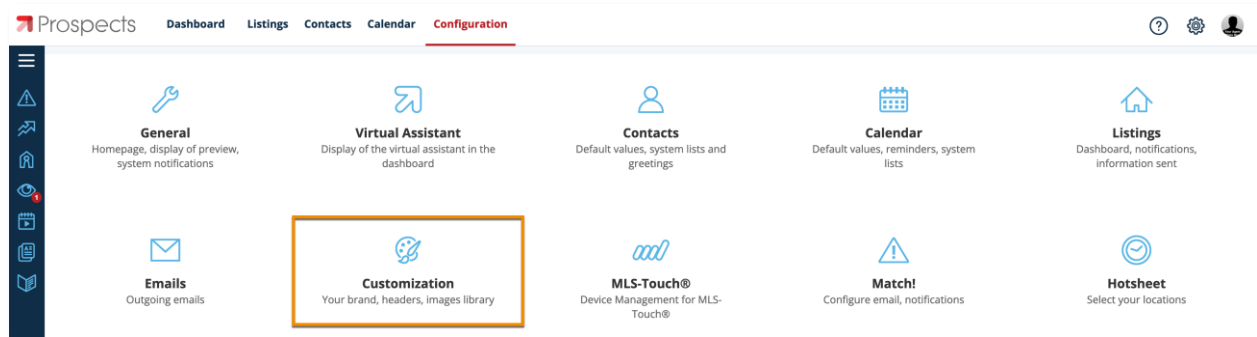 Prospects Dashboard Listings Contacts Calendar Configuration ?
General Virtual Assistant Contacts Calendar Listings
Homepage, display of preview, Display of the virtual assistant in the Default values, system lists and Default values, reminders, system Dashboard, notifications,
system notifications dashboard greetings lists information sent
1
Emails Customization MLS-Touch® Match! Hotsheet
Outgoing emails Your brand, headers, images library Device Management for MLS- Configure email, notifications Select your locations
Touch®